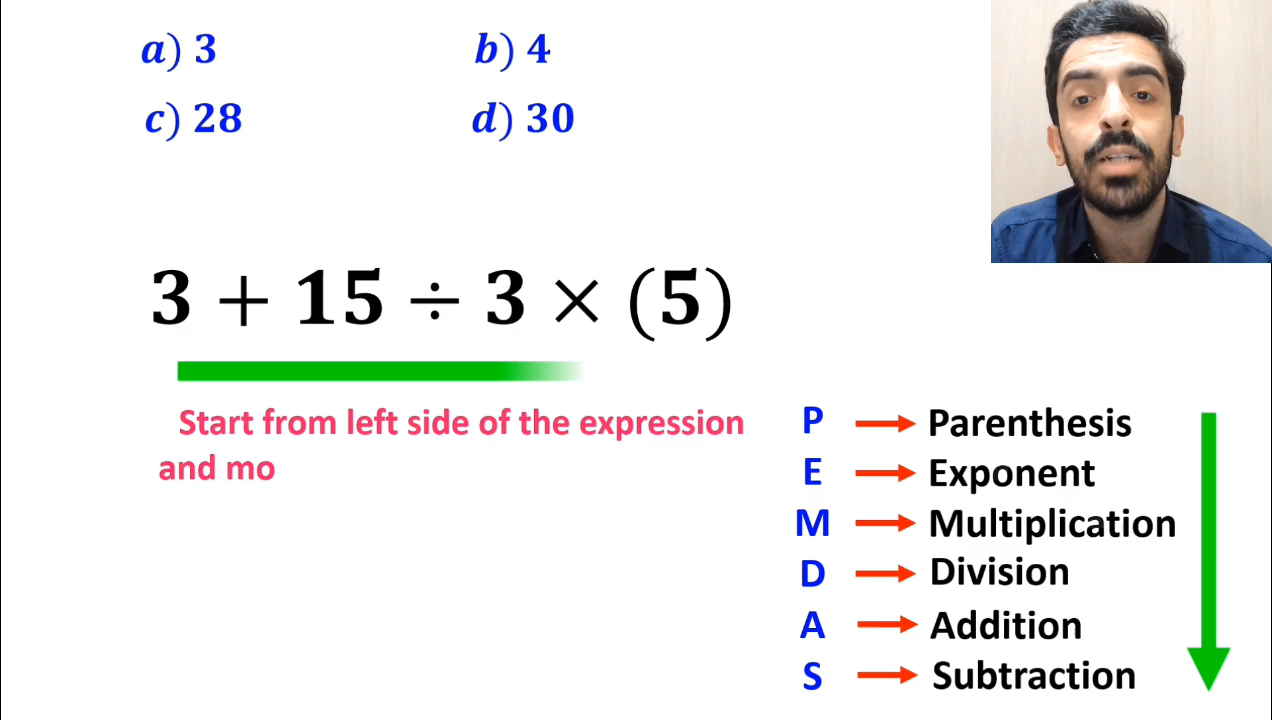 a) 3 b) 4
c) 28 d) 30
3 + 15 ÷ 3 × (5)
Start from left side of the expression
and mo
P → Parenthesis
E → Exponent
M → Multiplication
D → Division
A → Addition
S → Subtraction